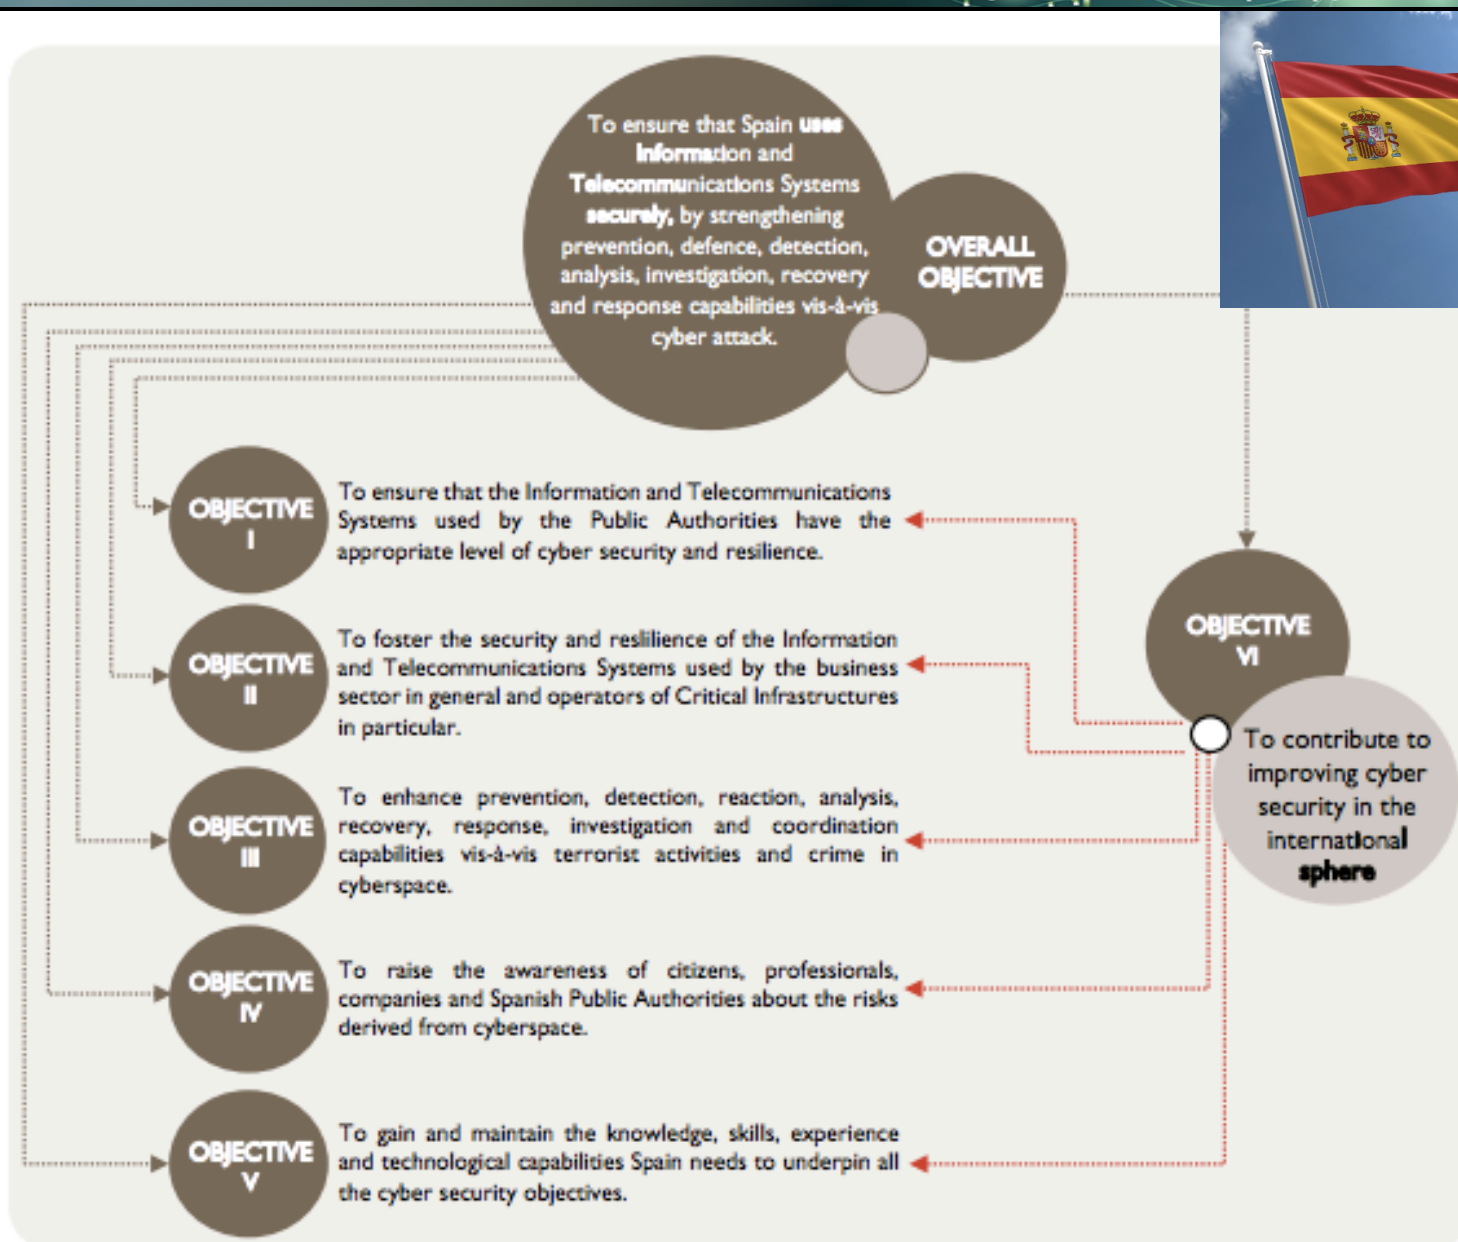 To ensure that Spain uses
Information and
Telecommunications Systems
securely, by strengthening
prevention, defence, detection,
analysis, investigation, recovery
and response capabilities vis-à-vis
cyber attack.
OVERALL
OBJECTIVE
OBJECTIVE
I
To ensure that the Information and Telecommunications
Systems used by the Public Authorities have the
appropriate level of cyber security and resilience.
OBJECTIVE
II
To foster the security and reslilience of the Information
and Telecommunications Systems used by the business
sector in general and operators of Critical Infrastructures
in particular.
OBJECTIVE
III
To enhance prevention, detection, reaction, analysis,
recovery, response, investigation and coordination
capabilities vis-à-vis terrorist activities and crime in
cyberspace.
OBJECTIVE
IV
To raise the awareness of citizens, professionals,
companies and Spanish Public Authorities about the risks
derived from cyberspace.
OBJECTIVE
V
To gain and maintain the knowledge, skills, experience
and technological capabilities Spain needs to underpin all
the cyber security objectives.
OBJECTIVE
VI
To contribute to
improving cyber
security in the
international
sphere